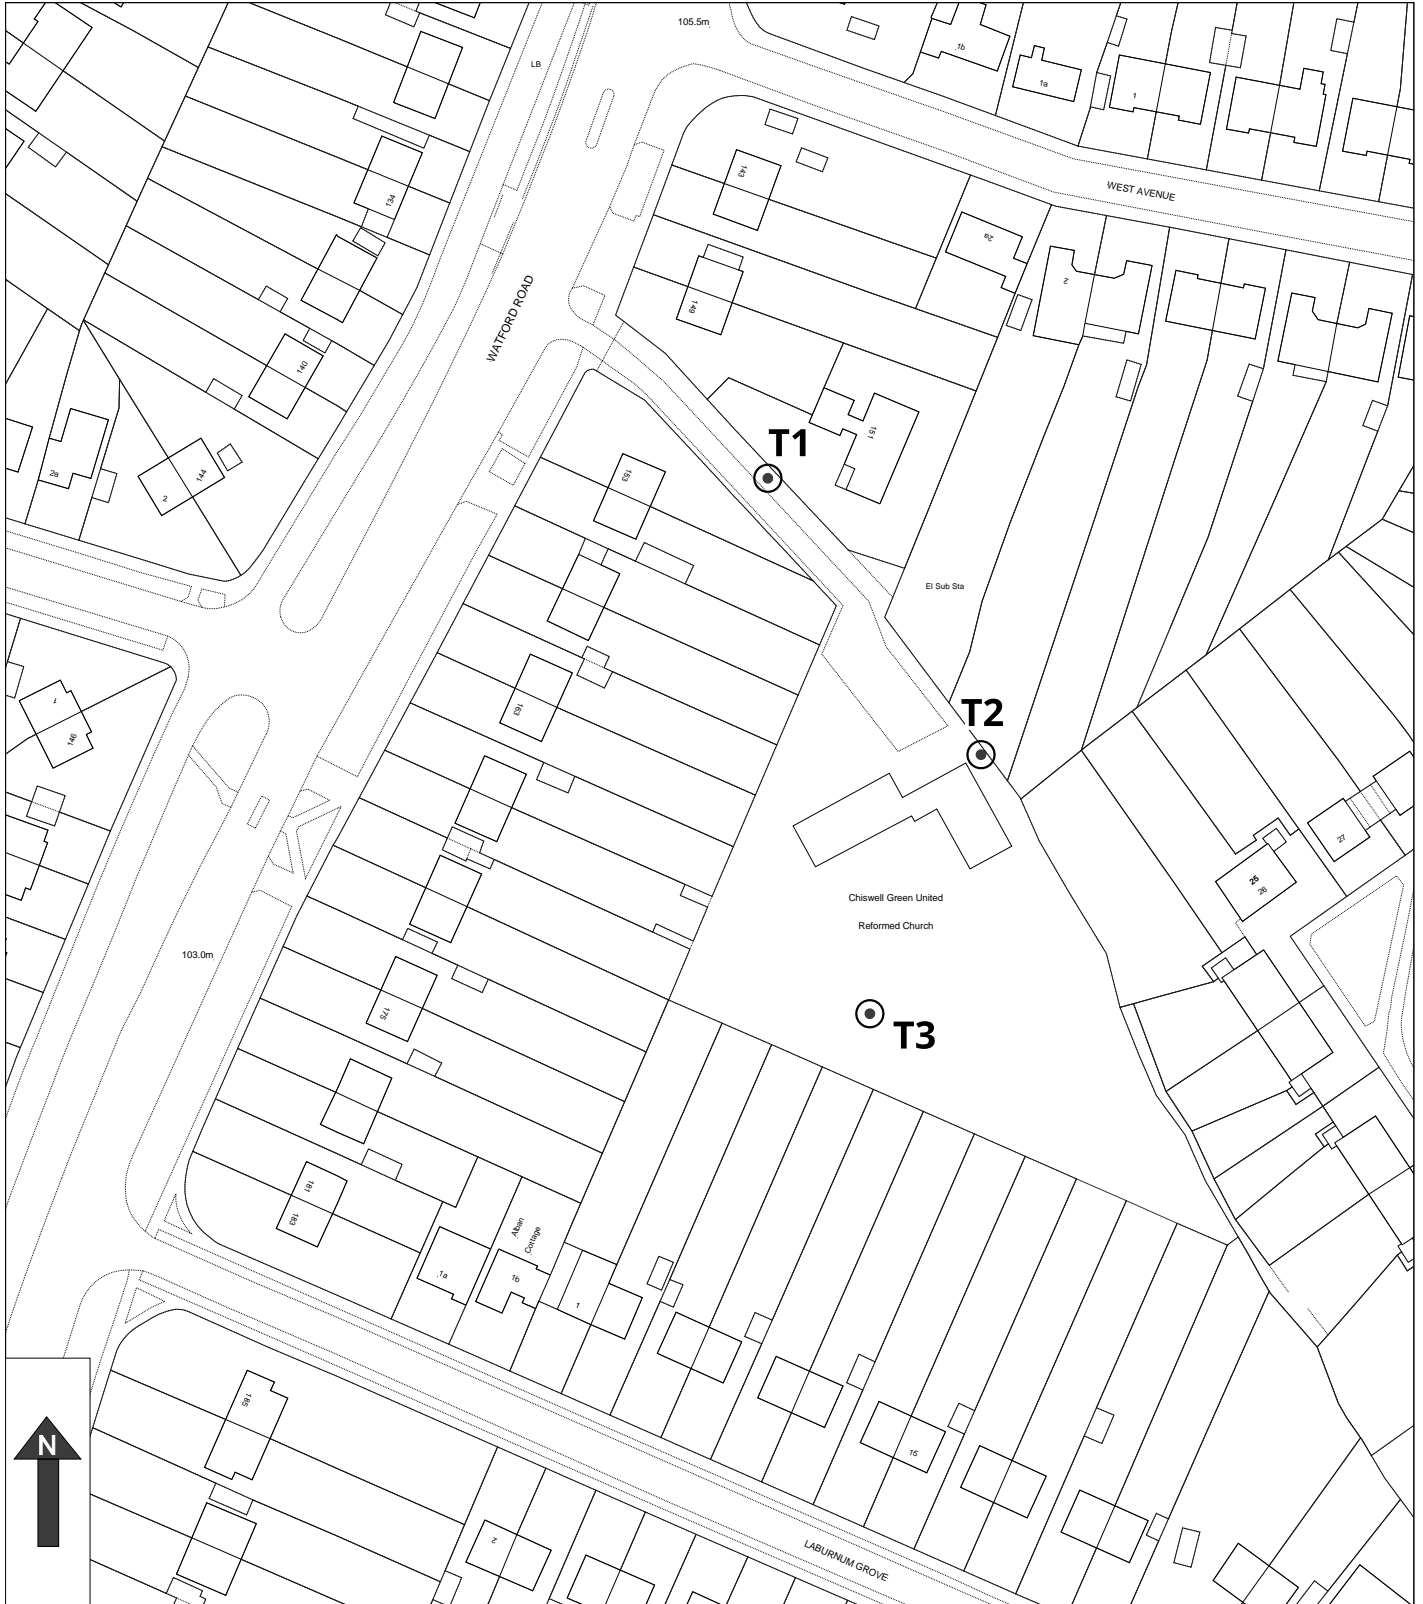 105.5m
1b
LB
1a
1
134
143
WEST AVENUE
2a
2
149
WATFORD ROAD
140
151
T1
153
2a
144
2
El Sub Sta
163
1
146
T2
27
25
26
Chiswell Green United
Reformed Church
103.0m
175
T3
181
183
Alban
Cottage
1a
1b
1
185
15
N
2
LABURNUM GROVE